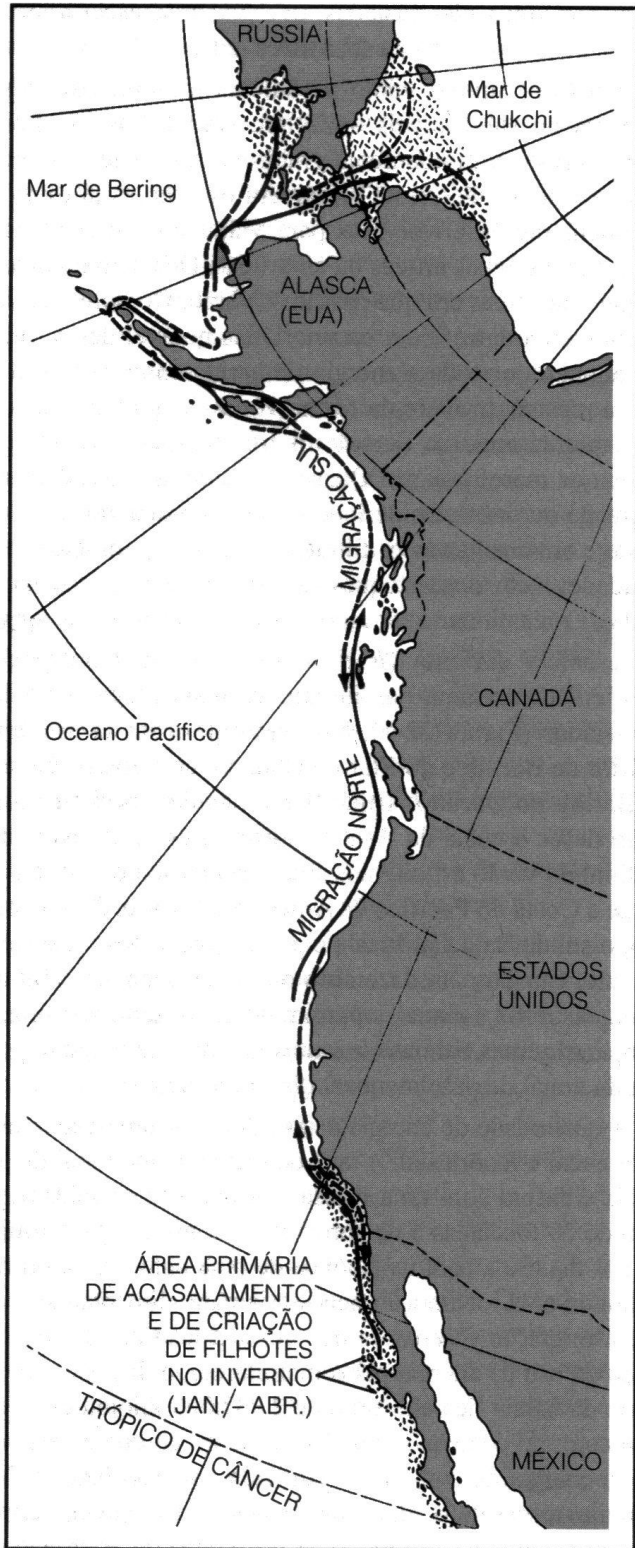 RÚSSIA
Mar de
Chukchi
Mar de Bering
ALASCA
(EUA)
MIGRAÇÃO SUL
CANADÁ
Oceano Pacífico
MIGRAÇÃO NORTE
ESTADOS
UNIDOS
ÁREA PRIMÁRIA
DE ACASALAMENTO
E DE CRIAÇÃO
DE FILHOTES
NO INVERNO
(JAN. - ABR.)
TRÓPICO DE CÂNCER
MÉXICO